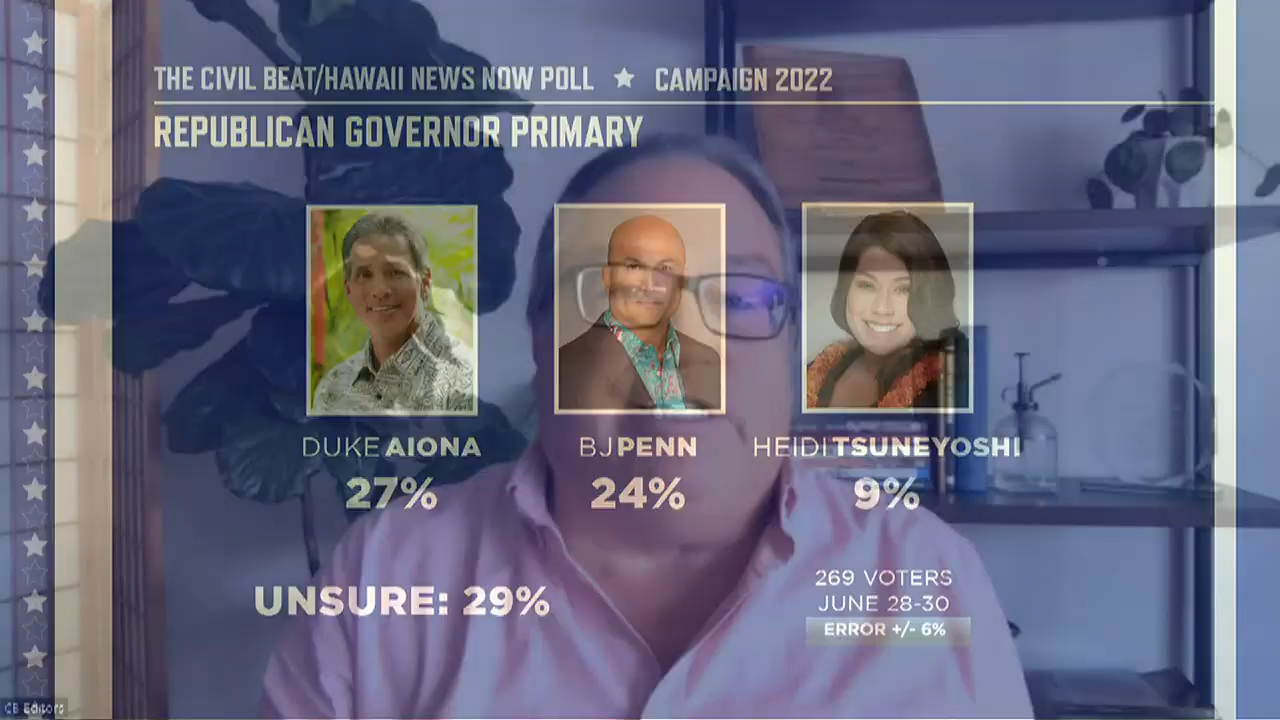 THE CIVIL BEAT/HAWAII NEWS NOW POLL ★ CAMPAIGN 2022
REPUBLICAN GOVERNOR PRIMARY
DUKE AIONA
27%
BJ PENN
24%
HEIDI TSUNEYOSHI
9%
UNSURE: 29%
269 VOTERS
JUNE 28-30
ERROR +/- 6%
CB Editors